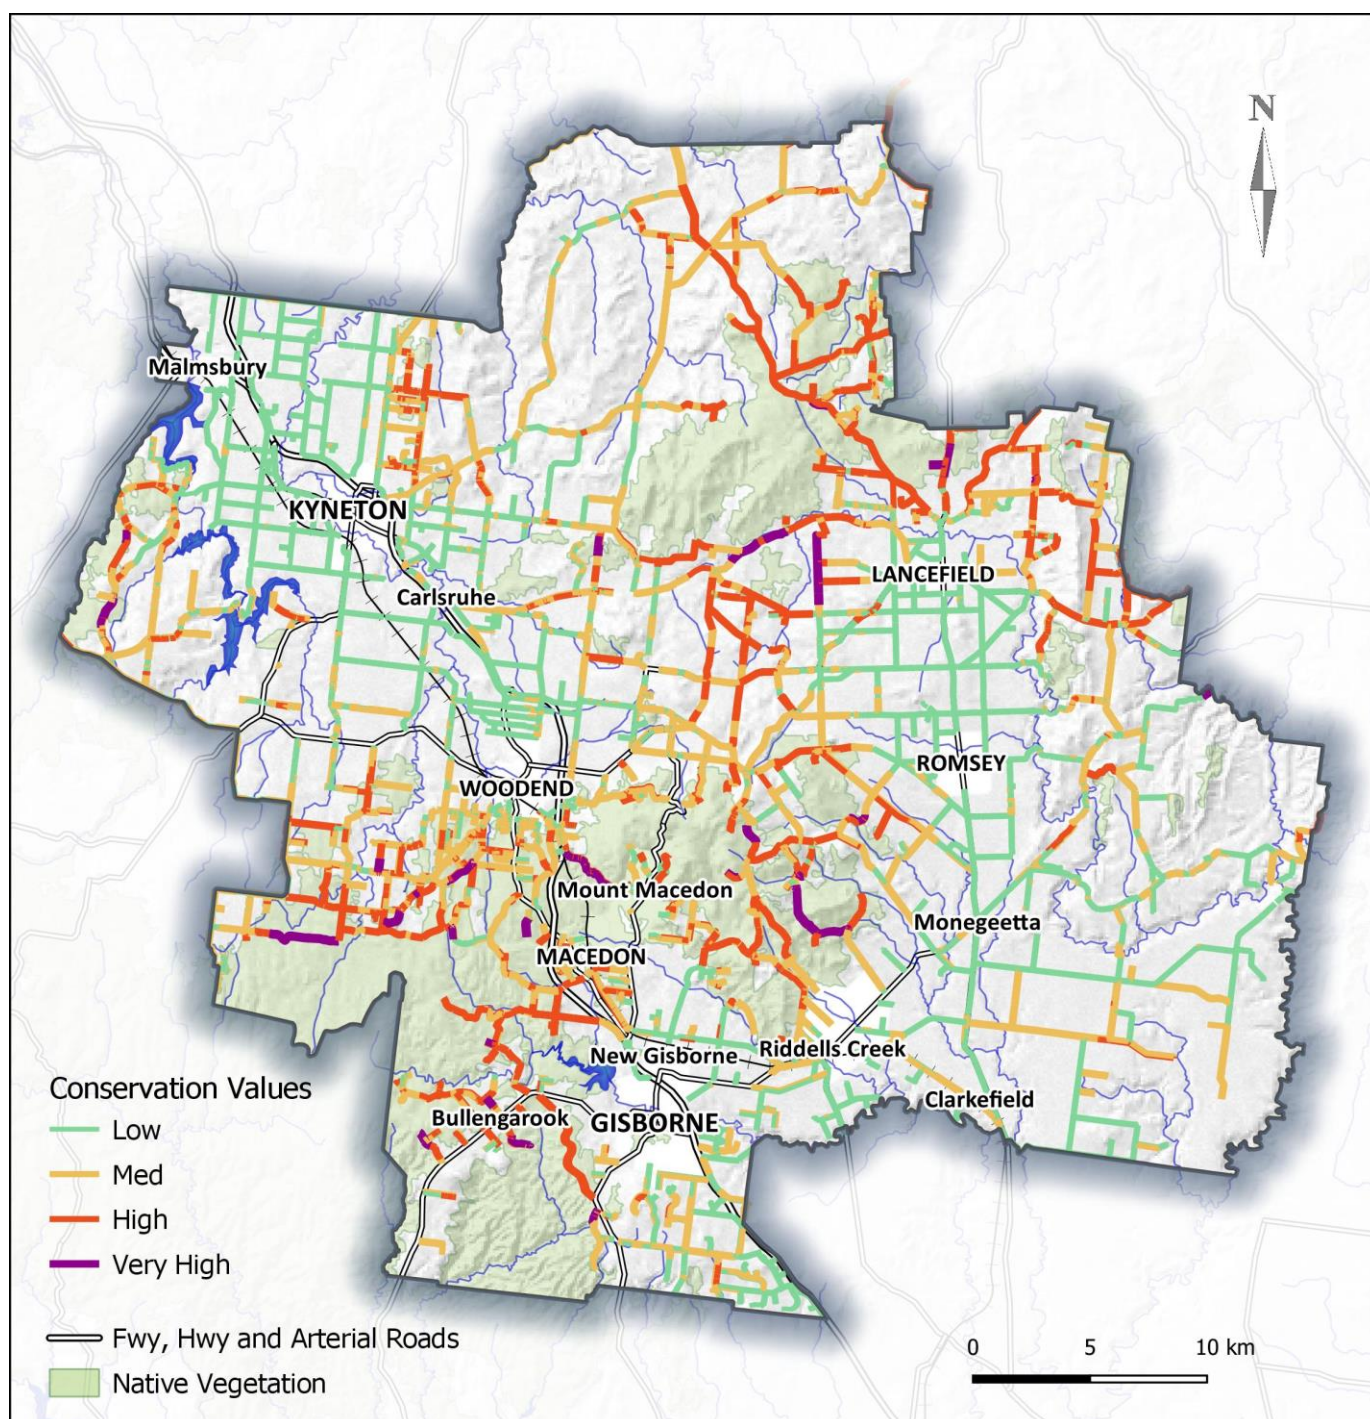 N
Malmsbury
KYNETON
LANCEFIELD
Carlsruhe
ROMSEY
WOODEND
Mount Macedon
Monegeetta
MACEDON
New Gisborne
Riddells Creek
Clarkefield
Bullengarook
GISBORNE
Conservation Values
Low
Med
High
Very High
Fwy, Hwy and Arterial Roads
Native Vegetation
0 5 10 km